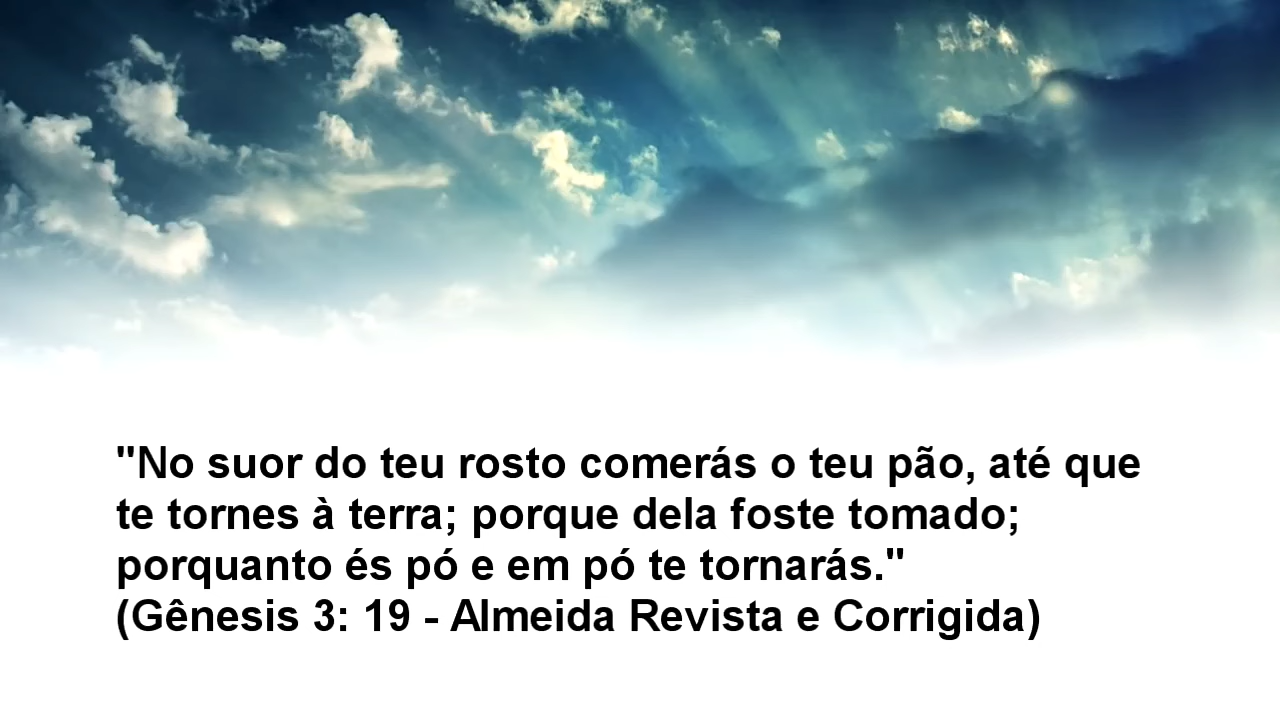 "No suor do teu rosto comerás o teu pão, até que
te tornes à terra; porque dela foste tomado;
porquanto és pó e em pó te tornarás."
(Gênesis 3: 19 - Almeida Revista e Corrigida)